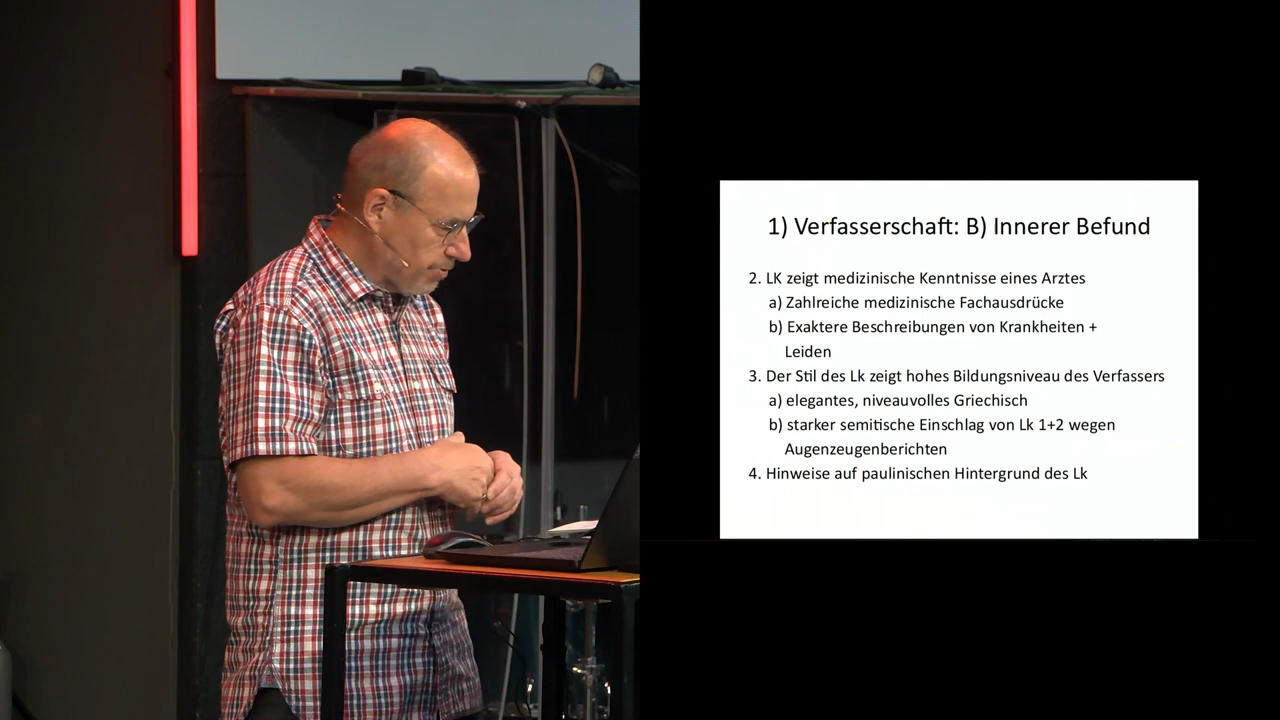 1) Verfasserschaft: B) Innerer Befund
2. LK zeigt medizinische Kenntnisse eines Arztes
a) Zahlreiche medizinische Fachausdrücke
b) Exaktere Beschreibungen von Krankheiten +
Leiden
3. Der Stil des Lk zeigt hohes Bildungsniveau des Verfassers
a) elegantes, niveauvolles Griechisch
b) starker semitische Einschlag von Lk 1+2 wegen
Augenzeugenberichten
4. Hinweise auf paulinischen Hintergrund des Lk